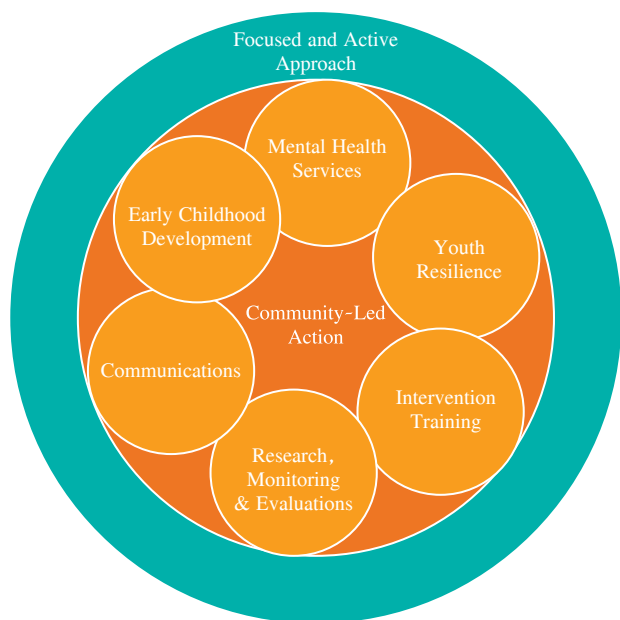 Focused and Active
Approach
Mental Health
Services
Early Childhood
Development
Youth
Resilience
Community-Led
Action
Communications
Intervention
Training
Research,
Monitoring
& Evaluations